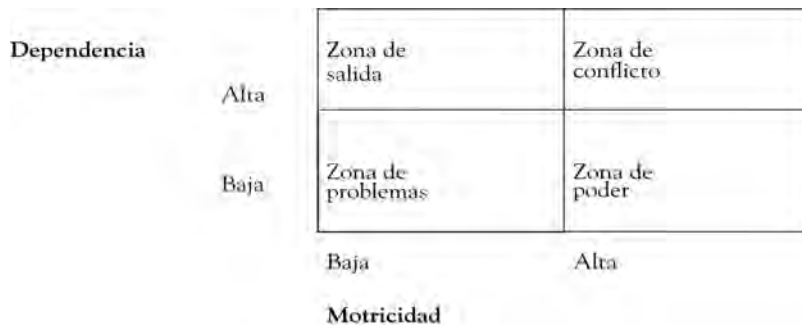 Dependencia
Zona de
salida
Zona de
conflicto
Alta
Baja
Zona de
problemas
Zona de
poder
Baja
Alta
Motricidad